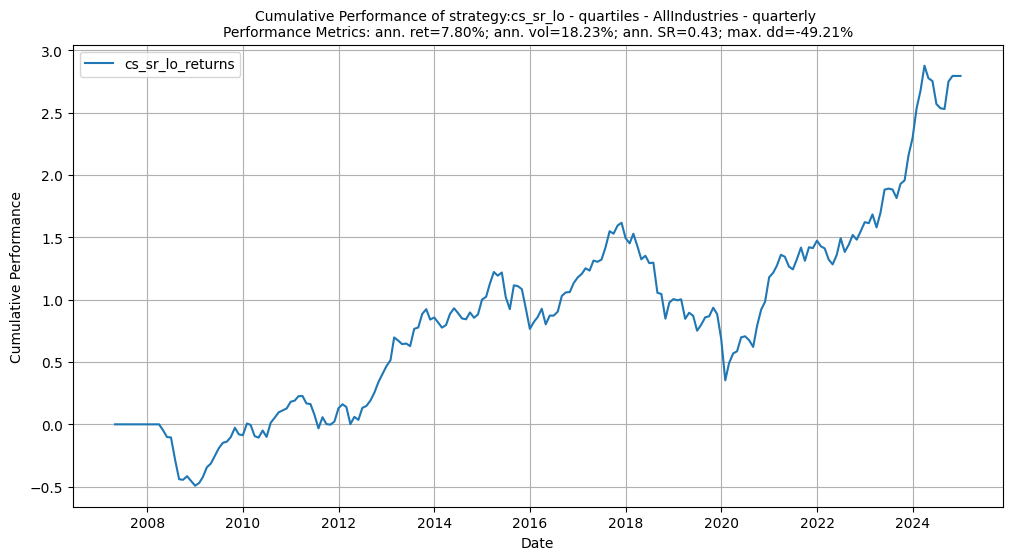 Cumulative Performance of strategy:cs_sr_lo - quartiles - AllIndustries - quarterly
Performance Metrics: ann. ret=7.80%; ann. vol=18.23%; ann. SR=0.43; max. dd=-49.21%
cs_sr_lo_returns
Cumulative Performance
3.0
2.5
2.0
1.5
1.0
0.5
0.0
−0.5
2008 2010 2012 2014 2016 2018 2020 2022 2024
Date